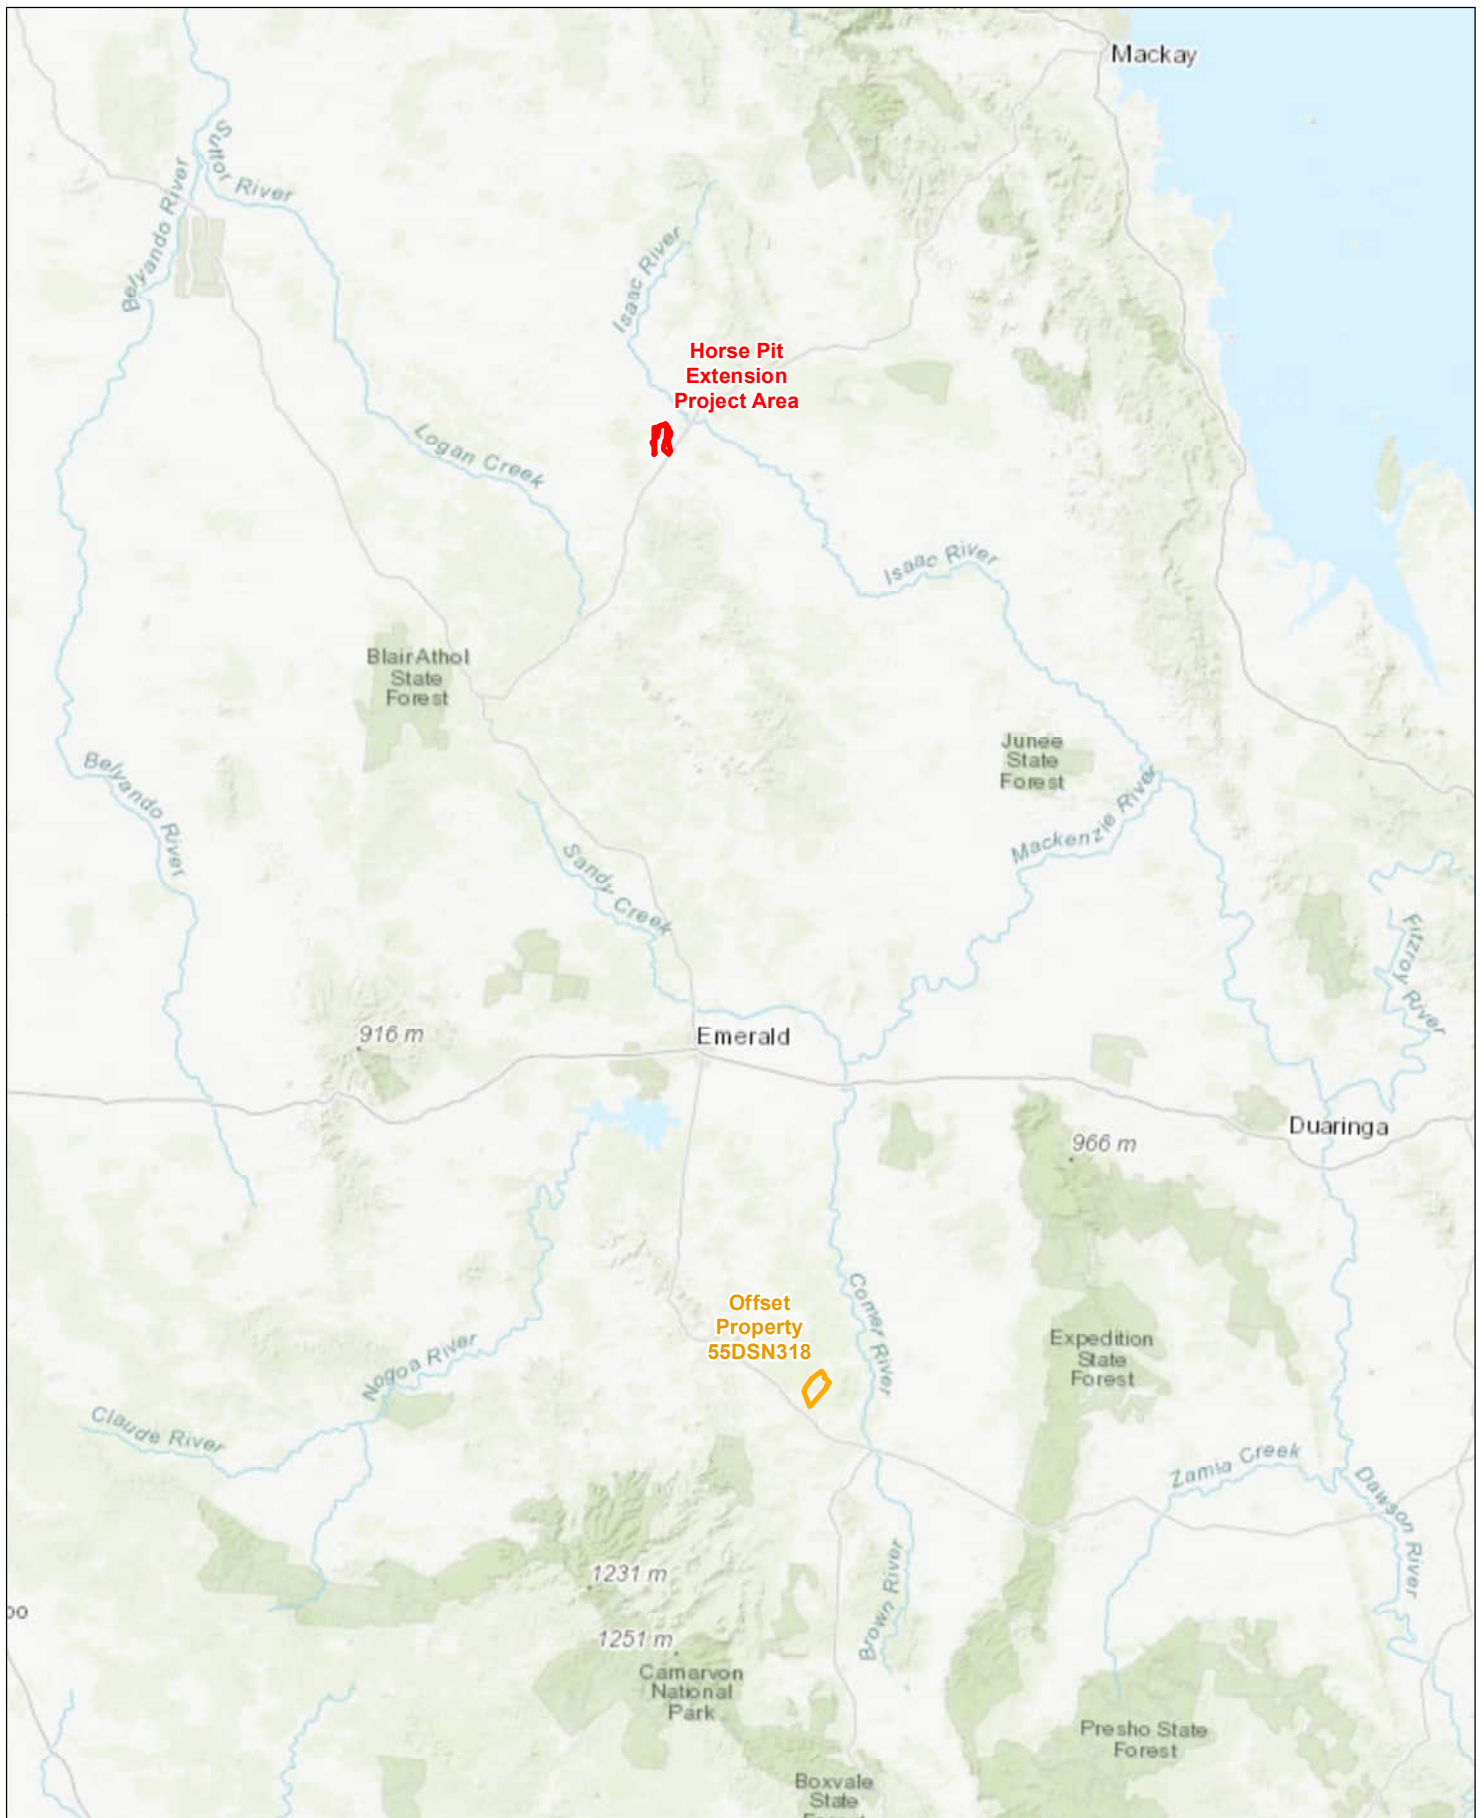 Mackay
Suttor River
Belyando River
Isaac River
Horse Pit
Extension
Project Area
Logan Creek
Isaac River
Blair Athol
State
Forest
Junee
State
Forest
Belyando River
Mackenzie River
Sandy Creek
Fitzroy River
916 m
Emerald
Duaringa
966 m
Comer River
Offset
Property
55DSN318
Expedition
State
Forest
Nogoa River
Claude River
Zamia Creek
Dawson River
1231 m
Brown River
oo
1251 m
Carnarvon
National
Park
Presho State
Forest
Boxvale
State